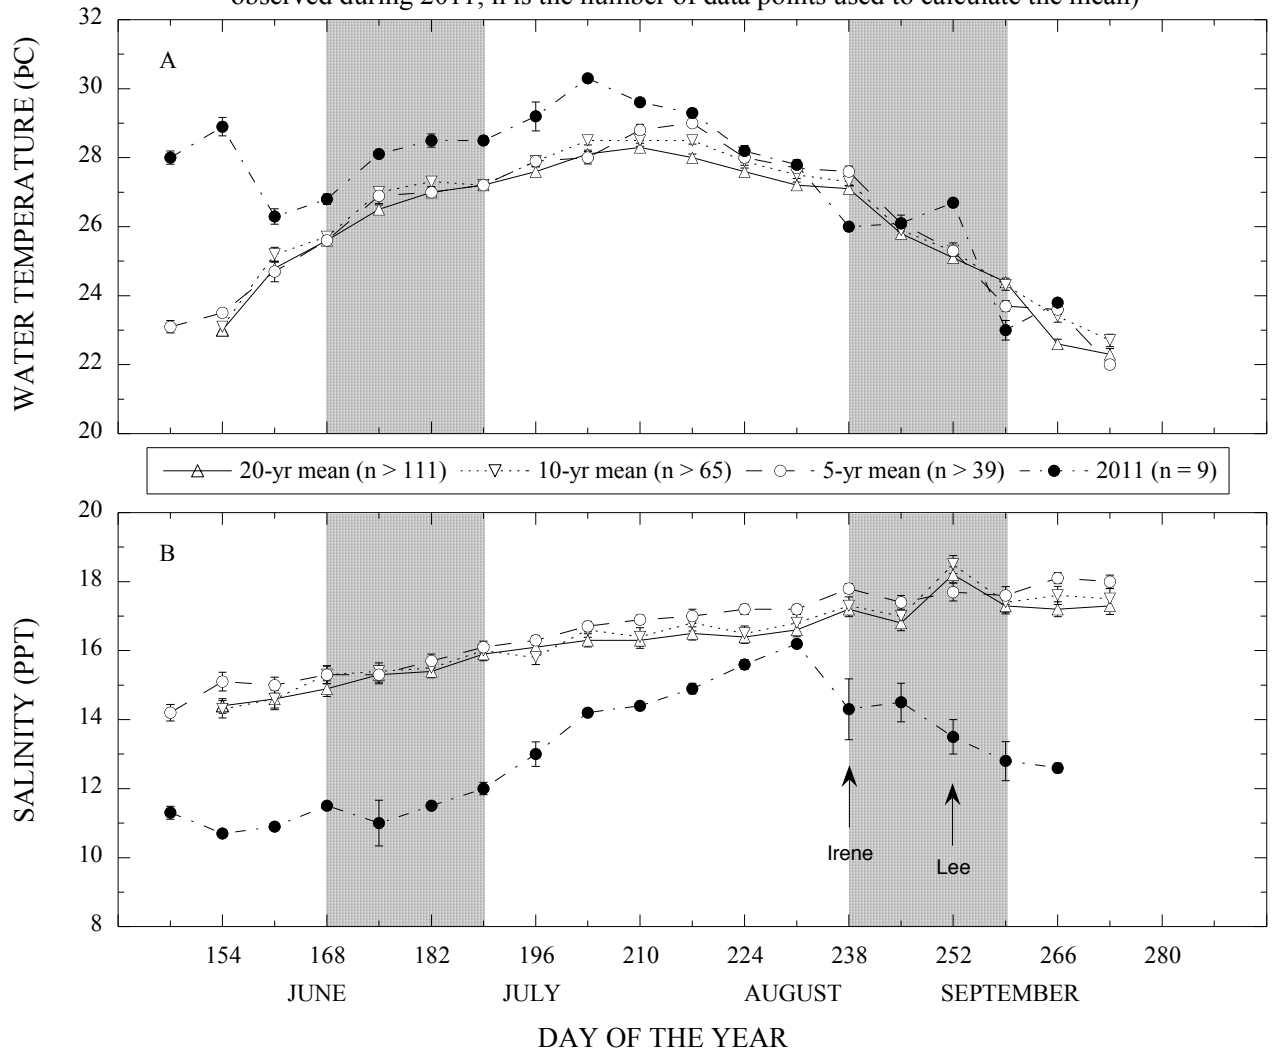 observed during 2011; n is the number of data points used to calculate the mean)
WATER TEMPERATURE (ÞC)
32
30
28
26
24
22
20
A
20-yr mean (n > 111) 10-yr mean (n > 65) 5-yr mean (n > 39) 2011 (n = 9)
SALINITY (PPT)
20
18
16
14
12
10
8
B
Irene
Lee
154 168 182 196 210 224 238 252 266 280
JUNE JULY AUGUST SEPTEMBER
DAY OF THE YEAR